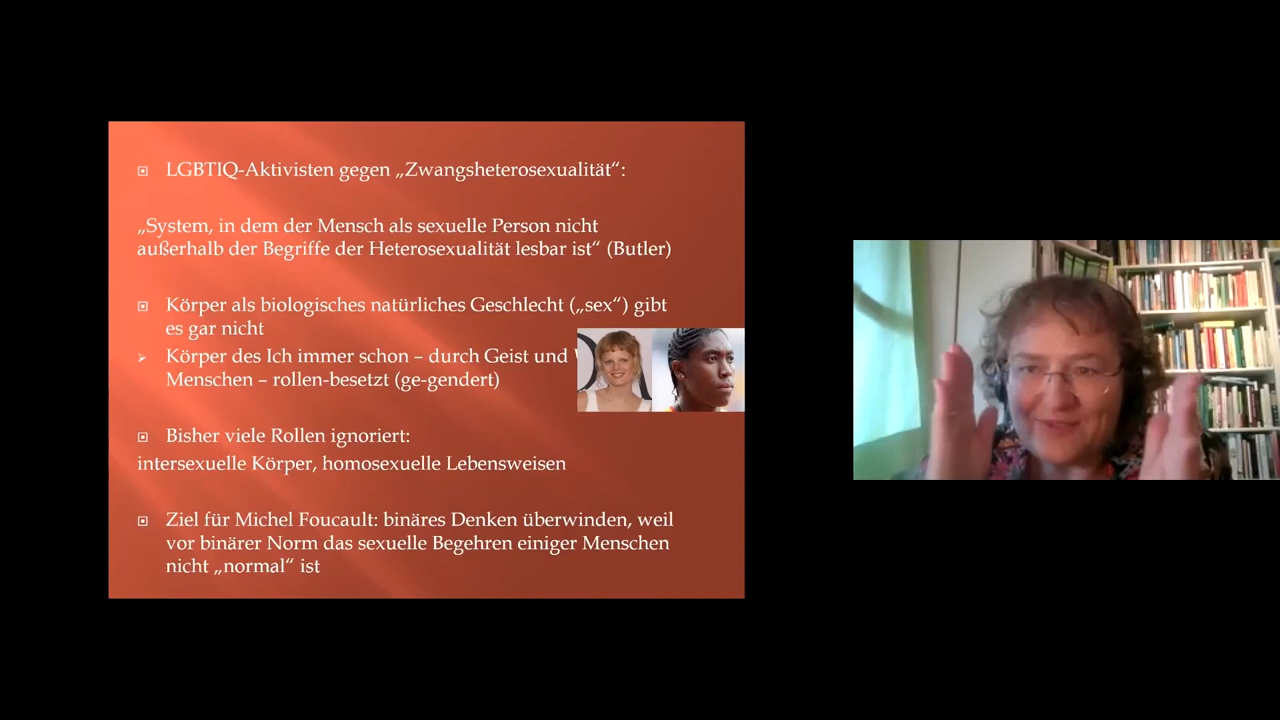 LGBTIQ-Aktivisten gegen „Zwangsheterosexualität“:
„System, in dem der Mensch als sexuelle Person nicht
außerhalb der Begriffe der Heterosexualität lesbar ist“ (Butler)
Körper als biologisches natürliches Geschlecht („sex“) gibt
es gar nicht
Körper des Ich immer schon – durch Geist und
Menschen – rollen-besetzt (ge-gendert)
Bisher viele Rollen ignoriert:
intersexuelle Körper, homosexuelle Lebensweisen
Ziel für Michel Foucault: binäres Denken überwinden, weil
vor binärer Norm das sexuelle Begehren einiger Menschen
nicht „normal“ ist